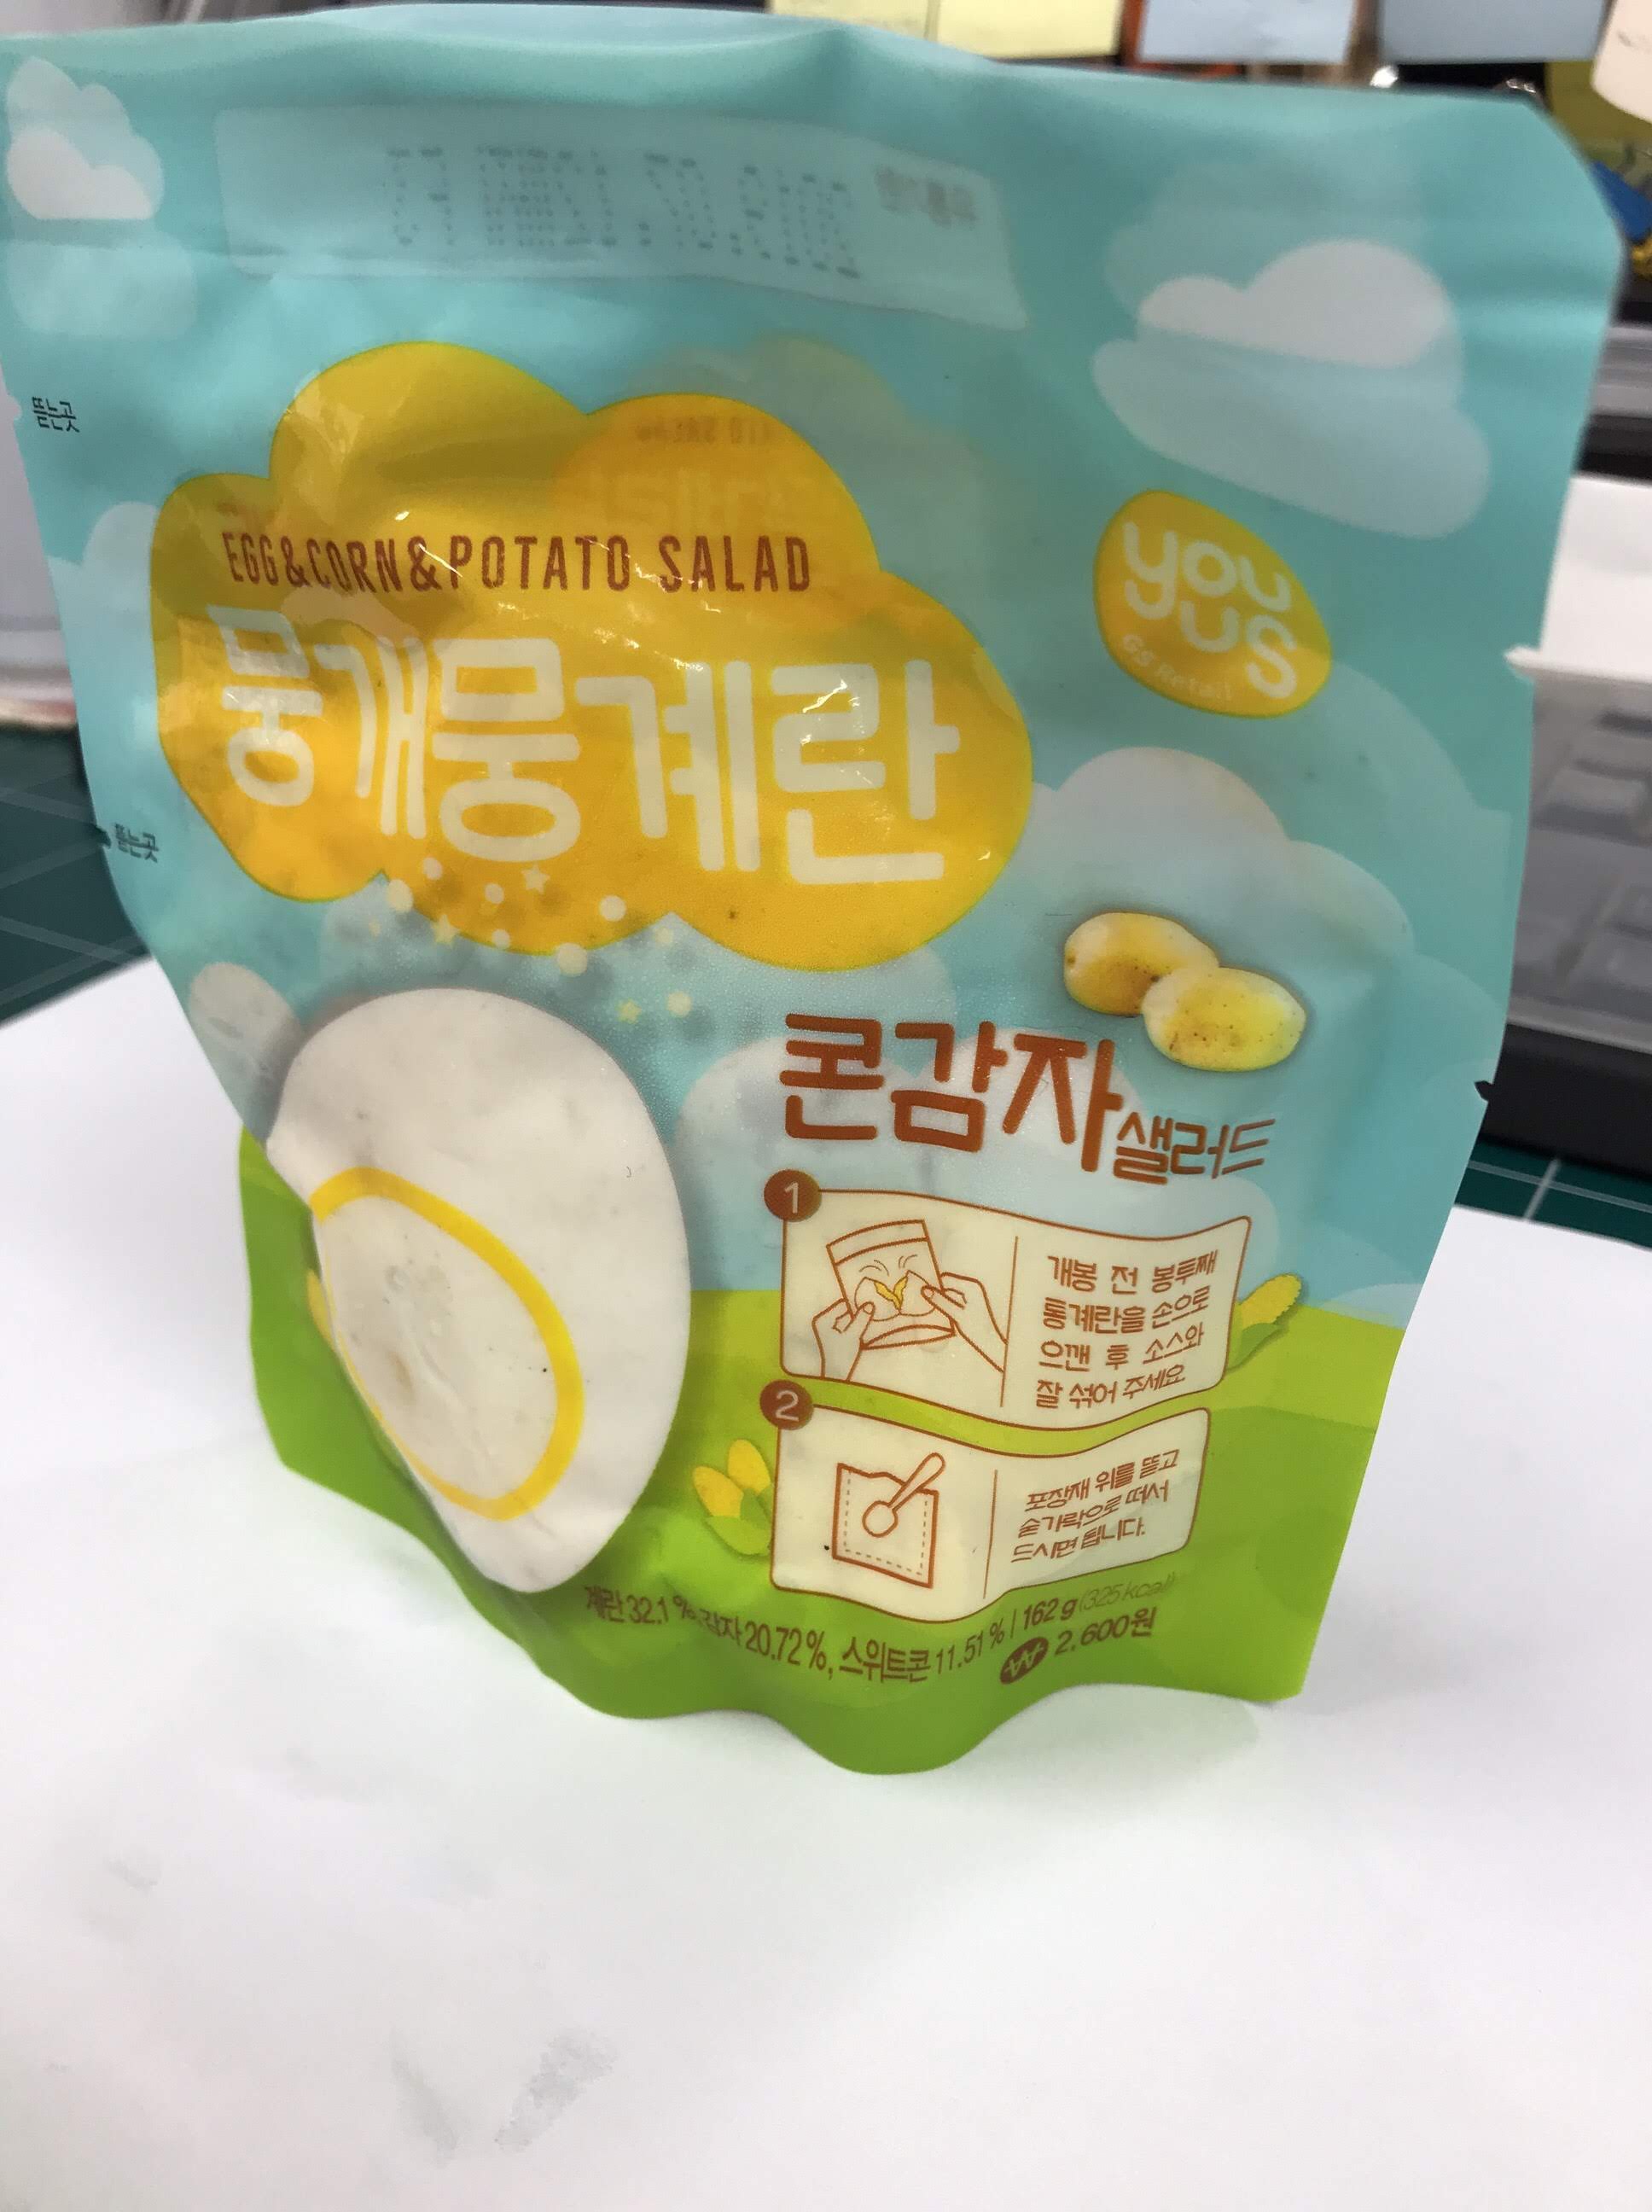 뜯는곳
EGG&CORN&POTATO SALAD
뭉개뭉계란
you
us
GS Retail
뜯는곳
콘감자샐러드
1
개봉 전 봉투째
통계란을 손으로
으깬 후 소스와
잘 섞어 주세요.
2
포장재 위를 뜯고
숟가락으로 떠서
드시면 됩니다.
계란 32.1%, 감자 20.72%, 스위트콘 11.51% | 162 g (325 kcal)
₩ 2,600원